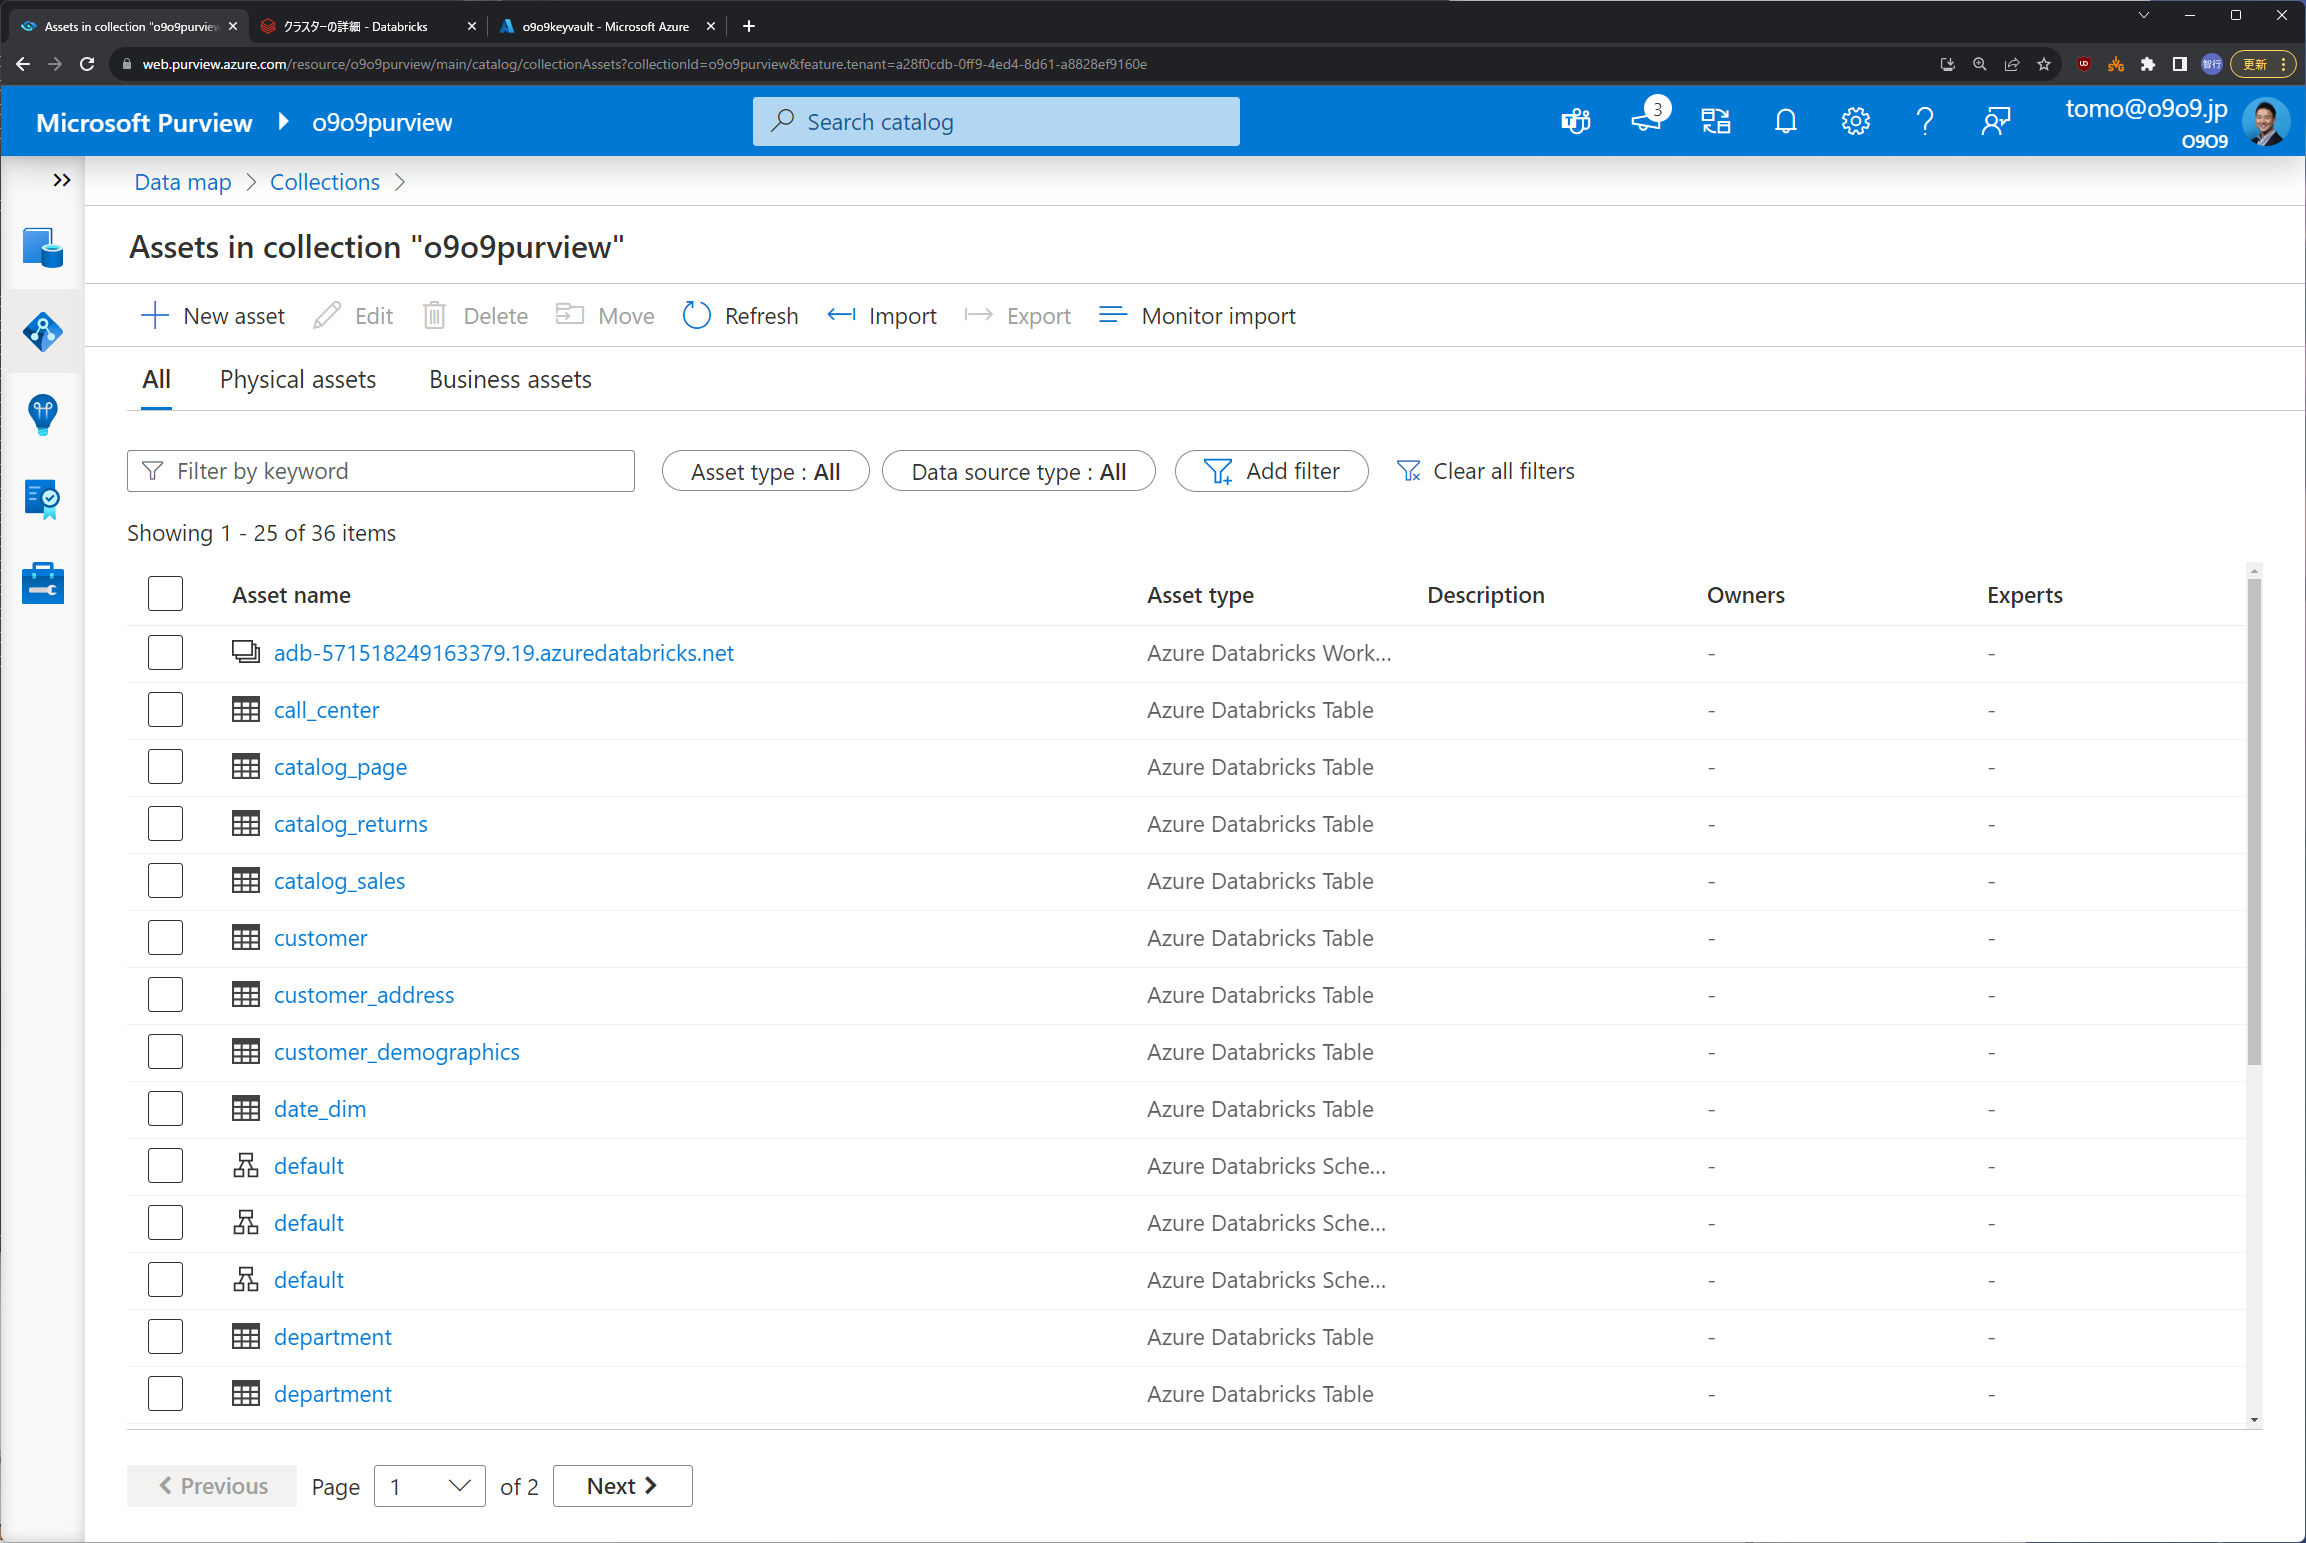 Assets in collection "o9o9purview
クラスターの詳細 - Databricks
o9o9keyvault - Microsoft Azure
web.purview.azure.com/resource/o9o9purview/main/catalog/collectionAssets?collectionId=o9o9purview&feature.tenant=a28f0cdb-0ff9-4ed4-8d61-a8828ef9160e
智行
更新
Microsoft Purview
o9o9purview
Search catalog
3
tomo@o9o9.jp
O9O9
Data map
Collections
Assets in collection "o9o9purview"
New asset
Edit
Delete
Move
Refresh
Import
Export
Monitor import
All
Physical assets
Business assets
Filter by keyword
Asset type : All
Data source type : All
Add filter
Clear all filters
Showing 1 - 25 of 36 items
Asset name Asset type Description Owners Experts
adb-571518249163379.19.azuredatabricks.net Azure Databricks Work... - -
call_center Azure Databricks Table - -
catalog_page Azure Databricks Table - -
catalog_returns Azure Databricks Table - -
catalog_sales Azure Databricks Table - -
customer Azure Databricks Table - -
customer_address Azure Databricks Table - -
customer_demographics Azure Databricks Table - -
date_dim Azure Databricks Table - -
default Azure Databricks Sche... - -
default Azure Databricks Sche... - -
default Azure Databricks Sche... - -
department Azure Databricks Table - -
department Azure Databricks Table - -
Previous
Page 1 of 2
Next